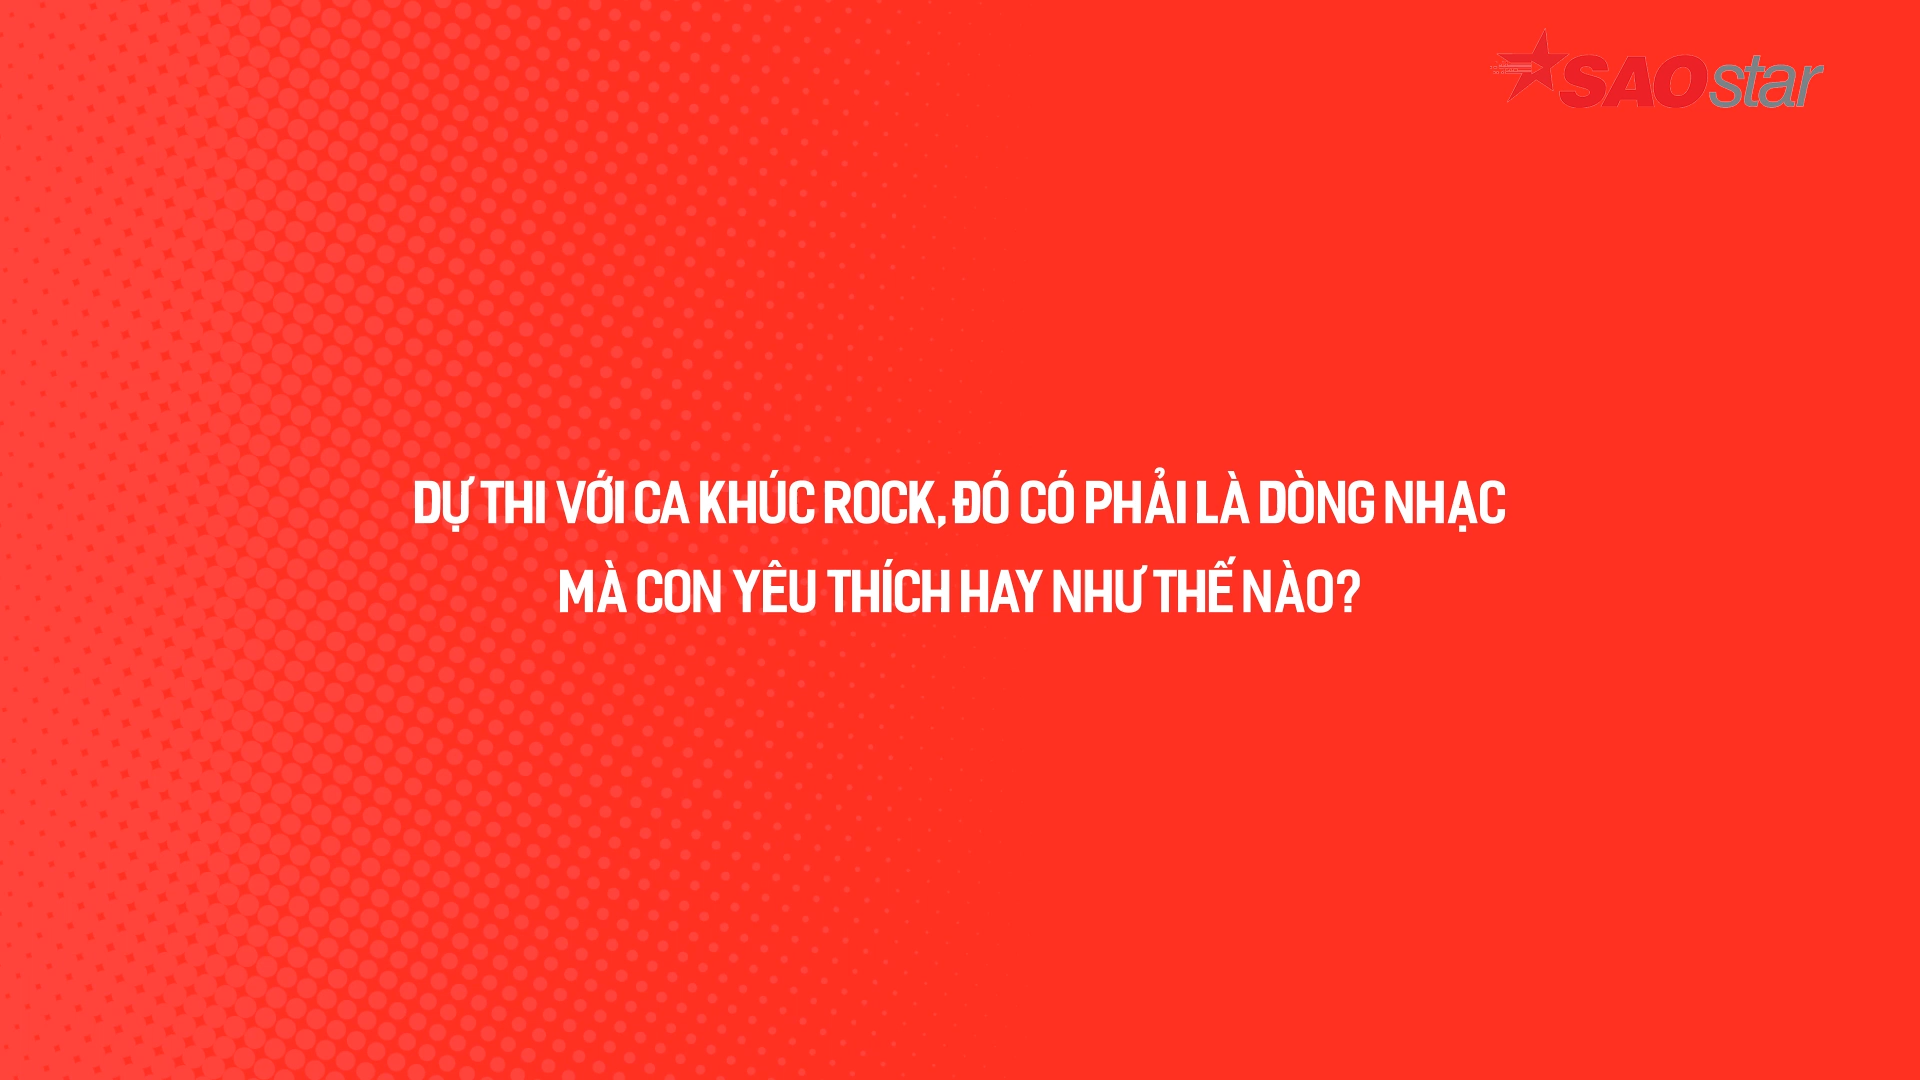 SAOstar
DỰ THI VỚI CA KHÚC ROCK, ĐÓ CÓ PHẢI LÀ DÒNG NHẠC
MÀ CON YÊU THÍCH HAY NHƯ THẾ NÀO?